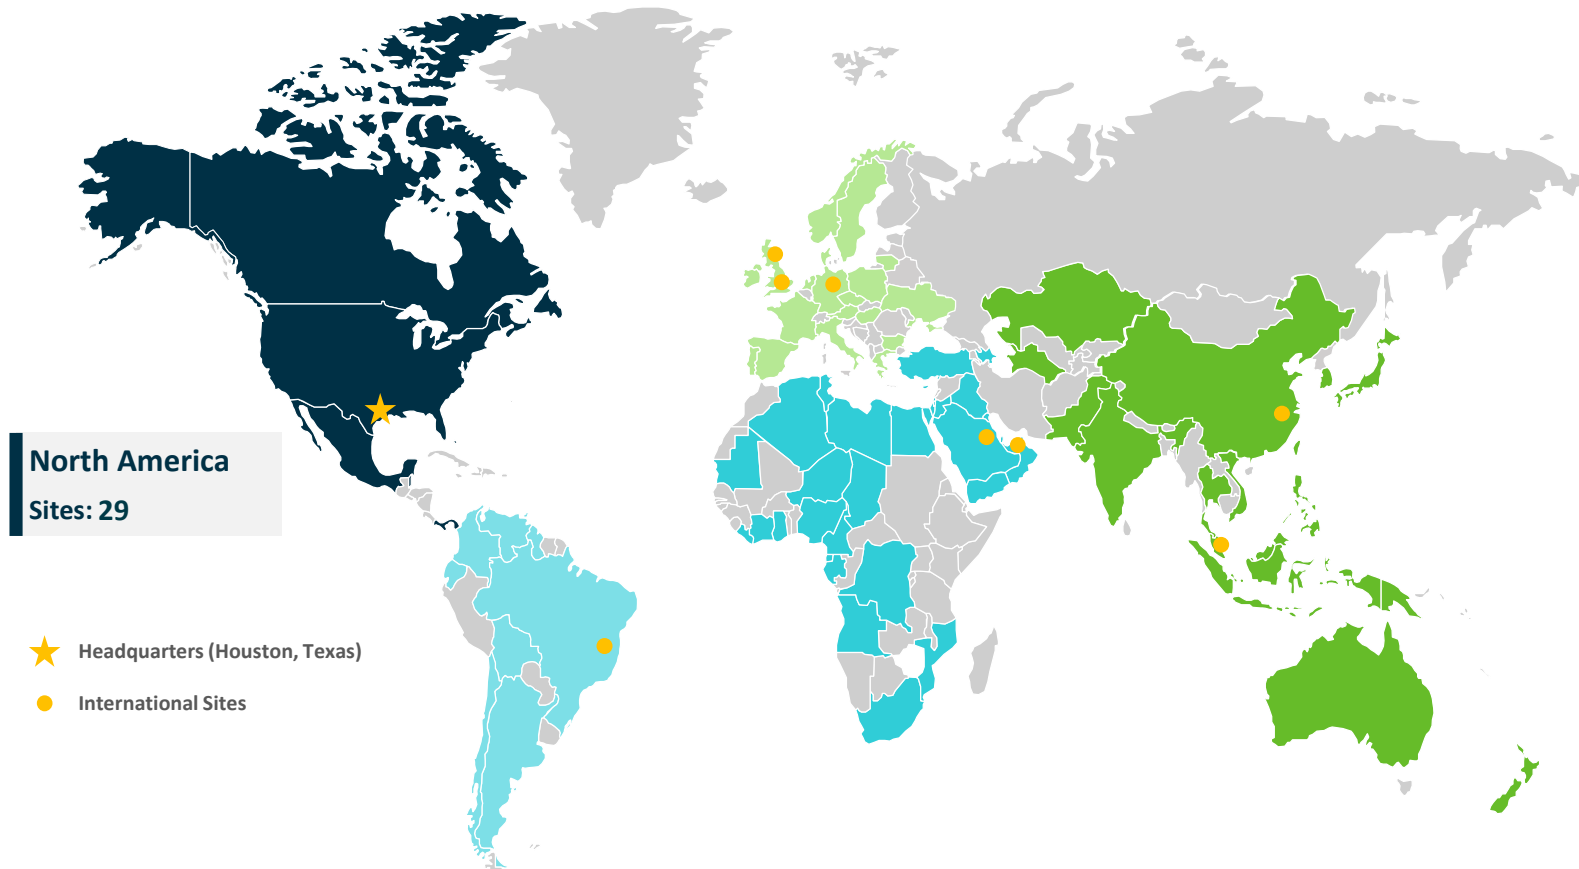 North America
Sites: 29
Headquarters (Houston, Texas)
International Sites